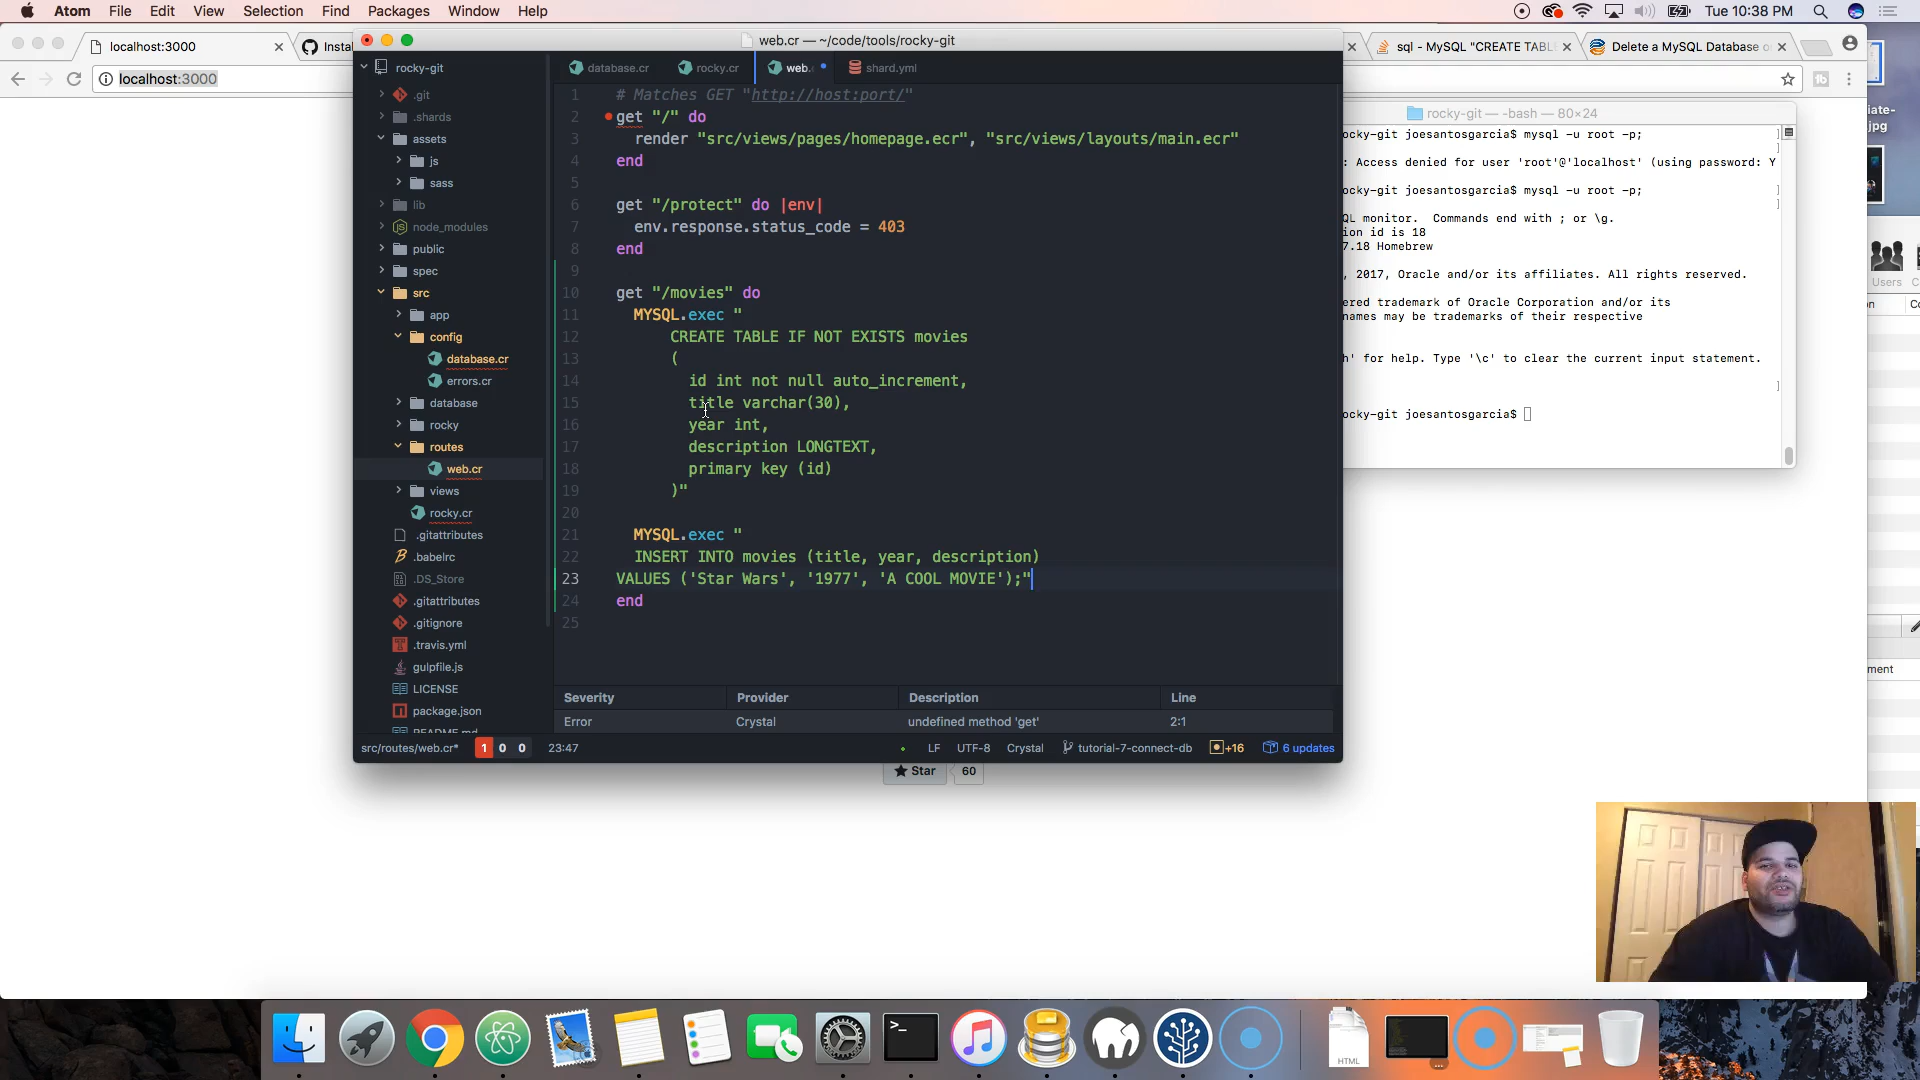 Atom File Edit View Selection Find Packages Window Help
Tue 10:38 PM
localhost:3000
Instal
sql - MySQL "CREATE TABL
Delete a MySQL Database o
localhost:3000
web.cr — ~/code/tools/rocky-git
rocky-git
.git
.shards
assets
js
sass
lib
node_modules
public
spec
src
app
config
database.cr
errors.cr
database
rocky
routes
web.cr
views
rocky.cr
.gitattributes
.babelrc
.DS_Store
.gitattributes
.gitignore
.travis.yml
gulpfile.js
LICENSE
package.json
README.md
database.cr
rocky.cr
web.
shard.yml
1 # Matches GET "http://host:port/"
2 get "/" do
3 render "src/views/pages/homepage.ecr", "src/views/layouts/main.ecr"
4 end
5
6 get "/protect" do |env|
7 env.response.status_code = 403
8 end
9
10 get "/movies" do
11 MYSQL.exec "
12 CREATE TABLE IF NOT EXISTS movies
13 (
14 id int not null auto_increment,
15 title varchar(30),
16 year int,
17 description LONGTEXT,
18 primary key (id)
19 )"
20
21 MYSQL.exec "
22 INSERT INTO movies (title, year, description)
23 VALUES ('Star Wars', '1977', 'A COOL MOVIE');"
24 end
25
Severity Provider Description Line
Error Crystal undefined method 'get' 2:1
src/routes/web.cr* 1 0 0 23:47
LF UTF-8 Crystal tutorial-7-connect-db +16 6 updates
Star 60
rocky-git — -bash — 80×24
ocky-git joesantosgarcia$ mysql -u root -p;
: Access denied for user 'root'@'localhost' (using password: Y
ocky-git joesantosgarcia$ mysql -u root -p;
QL monitor. Commands end with ; or \g.
ion id is 18
7.18 Homebrew
, 2017, Oracle and/or its affiliates. All rights reserved.
ered trademark of Oracle Corporation and/or its
names may be trademarks of their respective
h' for help. Type '\c' to clear the current input statement.
ocky-git joesantosgarcia$
iate-
jpg
Users
on
ment
HTML